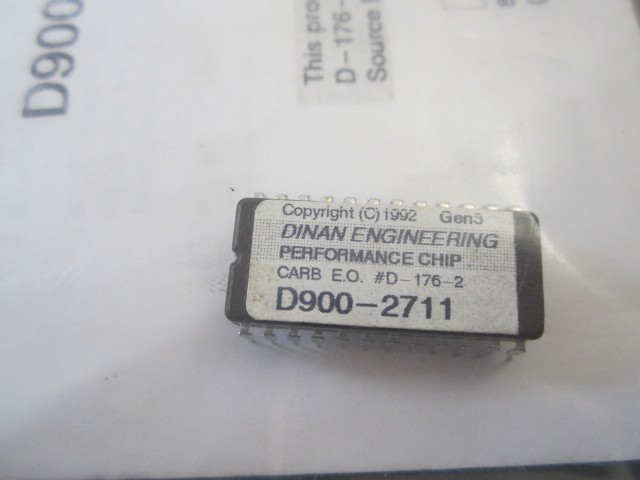 D900
This pro
D-176-
Source
Copyright (C) 1992 Gen3
DINAN ENGINEERING
PERFORMANCE CHIP
CARB E.O. #D-176-2
D900-2711